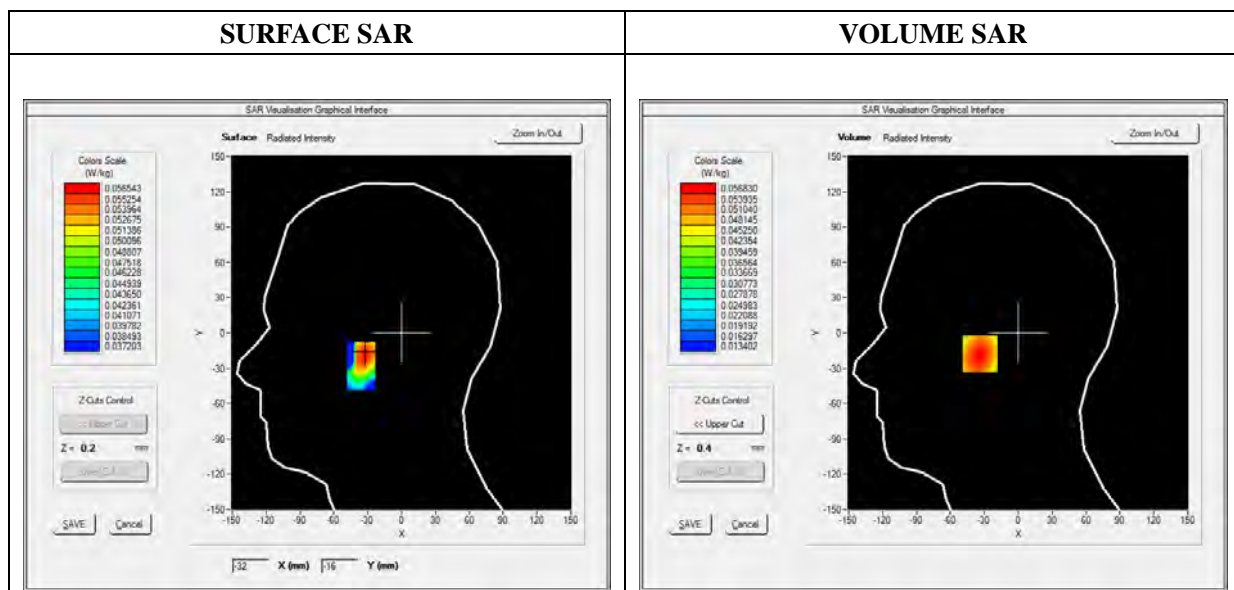 SURFACE SAR
SAR Visualisation Graphical Interface
Surface Radiated Intensity
Zoom In/Out
Colors Scale
(W/kg)
0.056543
0.055254
0.053964
0.052675
0.051386
0.050096
0.048807
0.047518
0.046228
0.044939
0.043650
0.042361
0.041071
0.039782
0.038493
0.037203
Z-Cuts Control
<< Upper Cut
Z = 0.2 mm
SAVE
Cancel
150
120
90
60
30
0
-30
-60
-90
-120
-150
Y
-150 -120 -90 -60 -30 0 30 60 90 120 150
X
-32 X (mm) -16 Y (mm)
VOLUME SAR
SAR Visualisation Graphical Interface
Volume Radiated Intensity
Zoom In/Out
Colors Scale
(W/kg)
0.056830
0.053935
0.051040
0.048145
0.045250
0.042354
0.039459
0.036564
0.033669
0.030773
0.027878
0.024983
0.022088
0.019192
0.016297
0.013402
Z-Cuts Control
<< Upper Cut
Z = 0.4 mm
SAVE
Cancel
150
120
90
60
30
0
-30
-60
-90
-120
-150
Y
-150 -120 -90 -60 -30 0 30 60 90 120 150
X